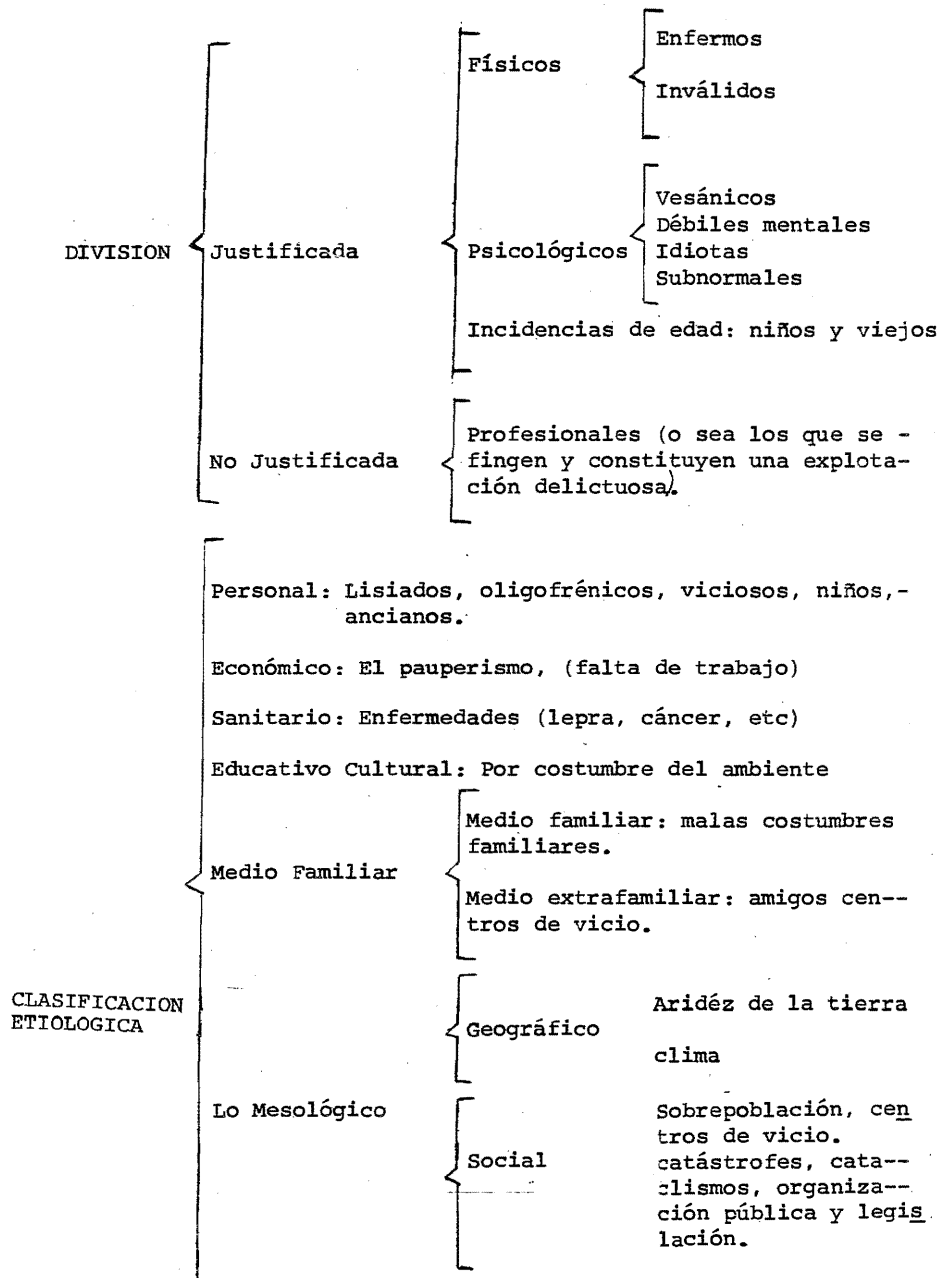 Físicos
Enfermos
Inválidos
DIVISION
Justificada
Psicológicos
Vesánicos
Débiles mentales
Idiotas
Subnormales
Incidencias de edad: niños y viejos
No Justificada
Profesionales (o sea los que se -
fingen y constituyen una explota-
ción delictuosa).
CLASIFICACION
ETIOLOGICA
Personal: Lisiados, oligofrénicos, viciosos, niños,-
ancianos.
Económico: El pauperismo, (falta de trabajo)
Sanitario: Enfermedades (lepra, cáncer, etc)
Educativo Cultural: Por costumbre del ambiente
Medio Familiar
Medio familiar: malas costumbres
familiares.
Medio extrafamiliar: amigos cen--
tros de vicio.
Lo Mesológico
Geográfico
Aridéz de la tierra
clima
Social
Sobrepoblación, cen
tros de vicio.
catástrofes, cata--
clismos, organiza--
ción pública y legis
lación.